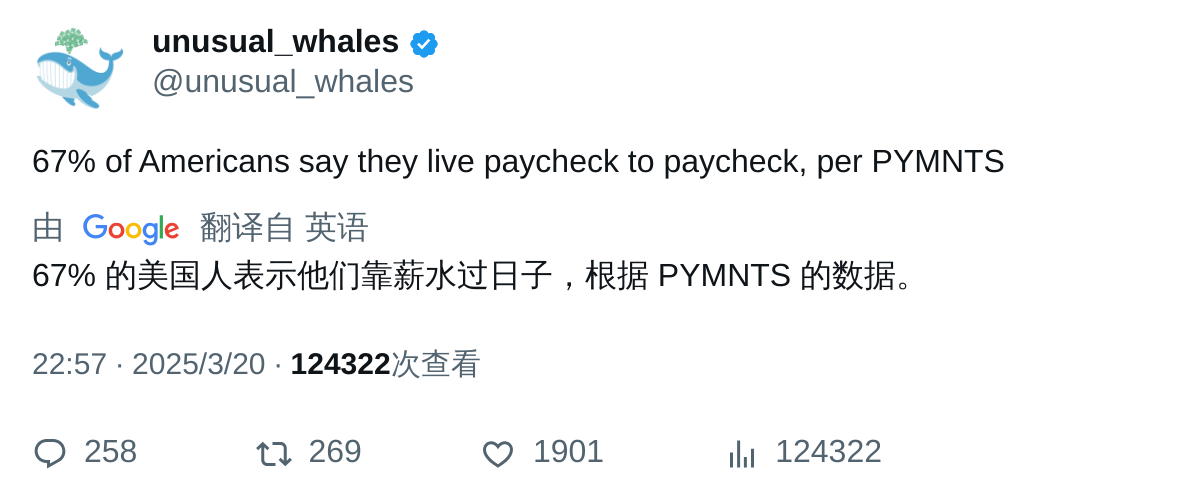 unusual_whales
@unusual_whales
67% of Americans say they live paycheck to paycheck, per PYMNTS
由 Google 翻译自 英语
67% 的美国人表示他们靠薪水过日子，根据 PYMNTS 的数据。
22:57 · 2025/3/20 · 124322次查看
258 269 1901 124322